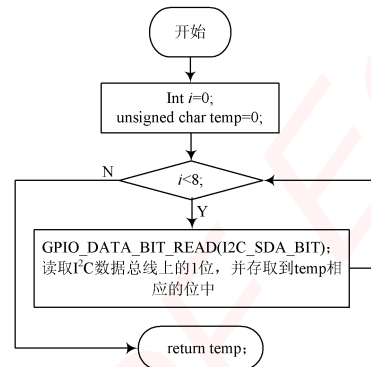 开始
Int i=0;
unsigned char temp=0;
N
i<8;
Y
GPIO_DATA_BIT_READ(I2C_SDA_BIT);
读取I²C数据总线上的1位，并存取到temp相
应的位中
return temp;